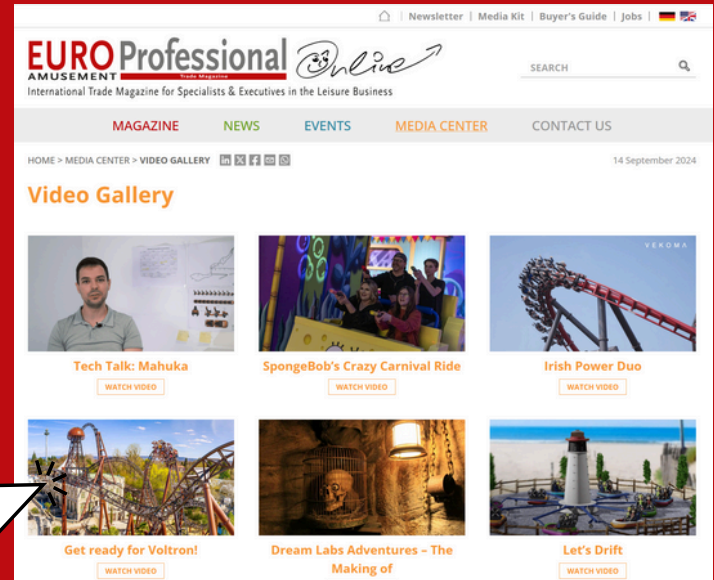 Newsletter | Media Kit | Buyer's Guide | Jobs |
EURO Professional Online
AMUSEMENT Trade Magazine
International Trade Magazine for Specialists & Executives in the Leisure Business
SEARCH
MAGAZINE NEWS EVENTS MEDIA CENTER CONTACT US
HOME > MEDIA CENTER > VIDEO GALLERY
14 September 2024
Video Gallery
VEKOMA
Tech Talk: Mahuka
WATCH VIDEO
SpongeBob's Crazy Carnival Ride
WATCH VIDEO
Irish Power Duo
WATCH VIDEO
Get ready for Voltron!
WATCH VIDEO
Dream Labs Adventures – The
Making of
Let's Drift
WATCH VIDEO